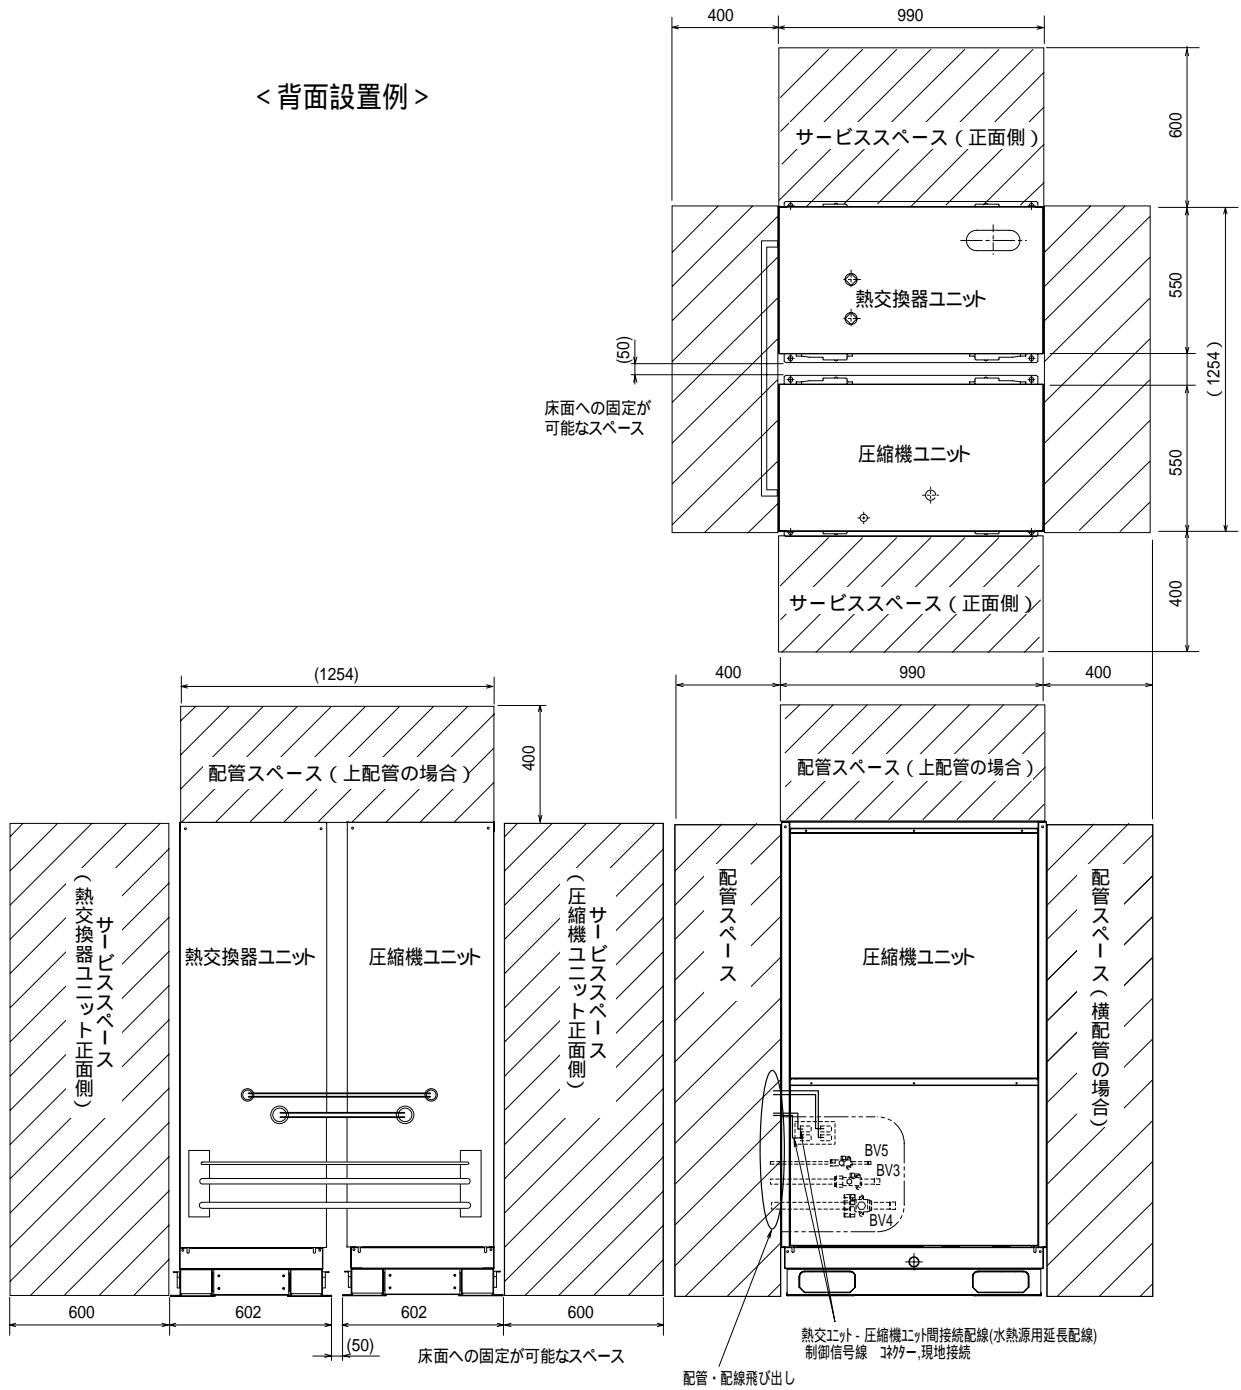 400
990
<背面設置例>
サービススペース(正面側)
600
熱交換器ユニット
550
(50)
(1254)
床面への固定が
可能なスペース
圧縮機ユニット
550
サービススペース(正面側)
400
(1254)
400
990
400
配管スペース(上配管の場合)
400
配管スペース(上配管の場合)
サービススペース
(熱交換器ユニット正面側)
熱交換器ユニット
圧縮機ユニット
サービススペース
(圧縮機ユニット正面側)
配管スペース
圧縮機ユニット
配管スペース(横配管の場合)
BV5
BV3
BV4
600
602
602
600
(50)
床面への固定が可能なスペース
熱交ユニット - 圧縮機ユニット間接続配線(水熱源用延長配線)
制御信号線 コネクター,現地接続
配管・配線飛び出し